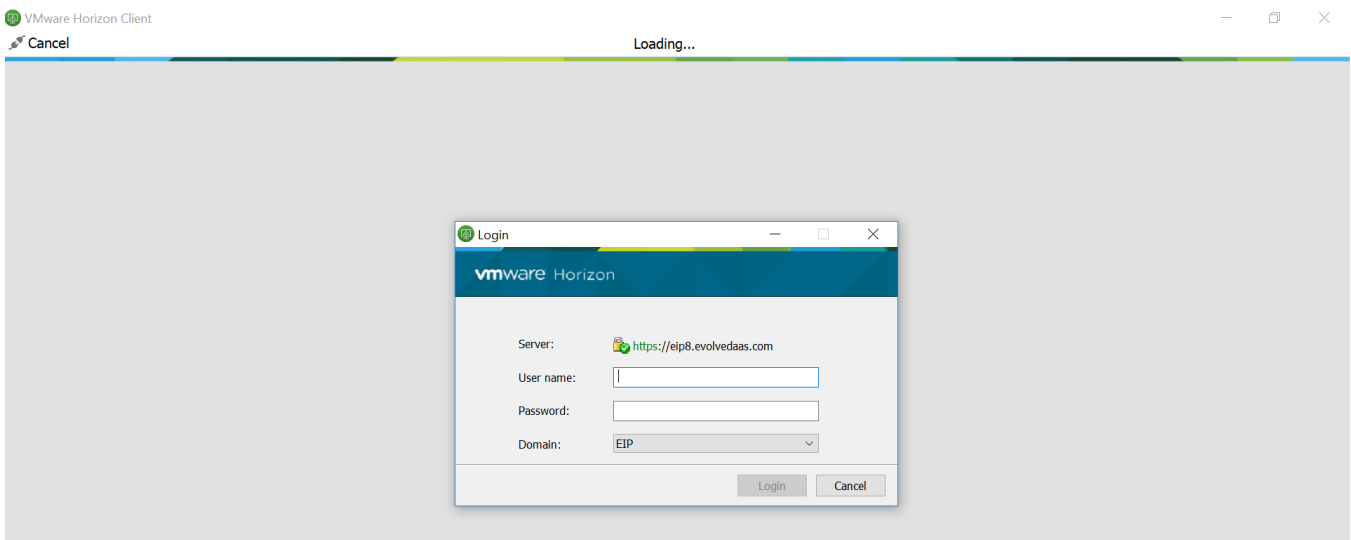 VMware Horizon Client
Cancel
Loading...
Login
vmware Horizon
Server: https://eip8.evolvedaas.com
User name:
Password:
Domain: EIP
Login Cancel